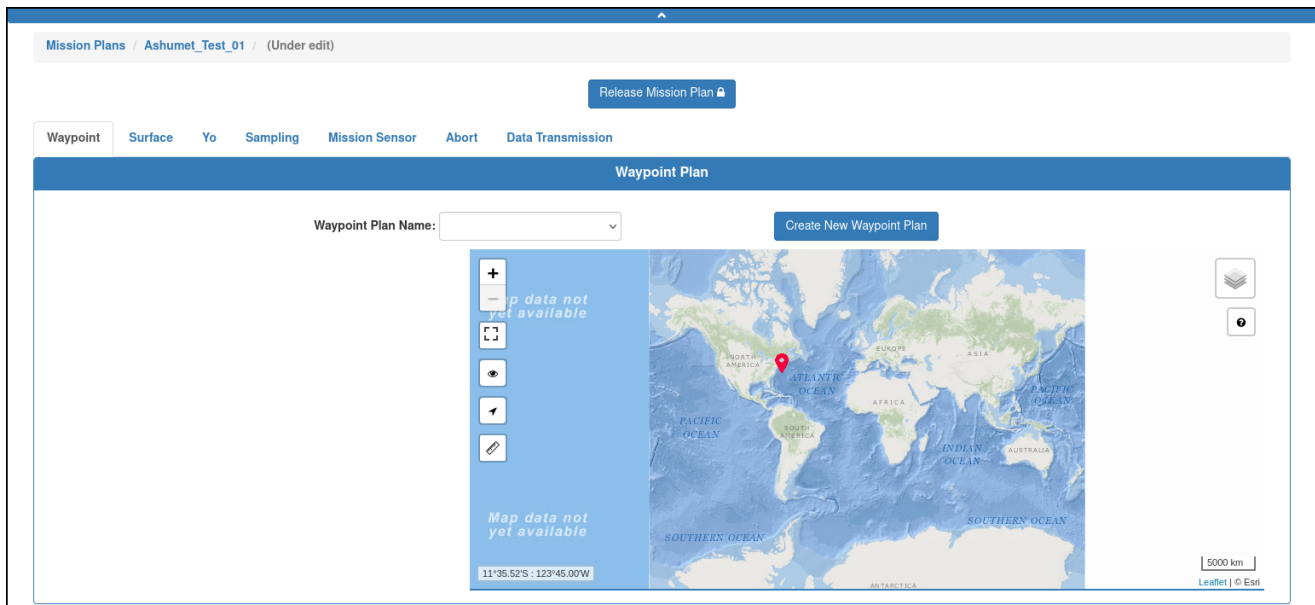 Mission Plans / Ashumet_Test_01 / (Under edit)
Release Mission Plan
Waypoint Surface Yo Sampling Mission Sensor Abort Data Transmission
Waypoint Plan
Waypoint Plan Name:
Create New Waypoint Plan
+
−
Map data not
yet available
NORTH
AMERICA
EUROPE
ASIA
ATLANTIC
OCEAN
PACIFIC
OCEAN
AFRICA
PACIFIC
OCEAN
SOUTH
AMERICA
INDIAN
OCEAN
AUSTRALIA
Map data not
yet available
SOUTHERN OCEAN
SOUTHERN OCEAN
5000 km
11°35.52'S : 123°45.00'W
ANTARCTICA
Leaflet | © Esri